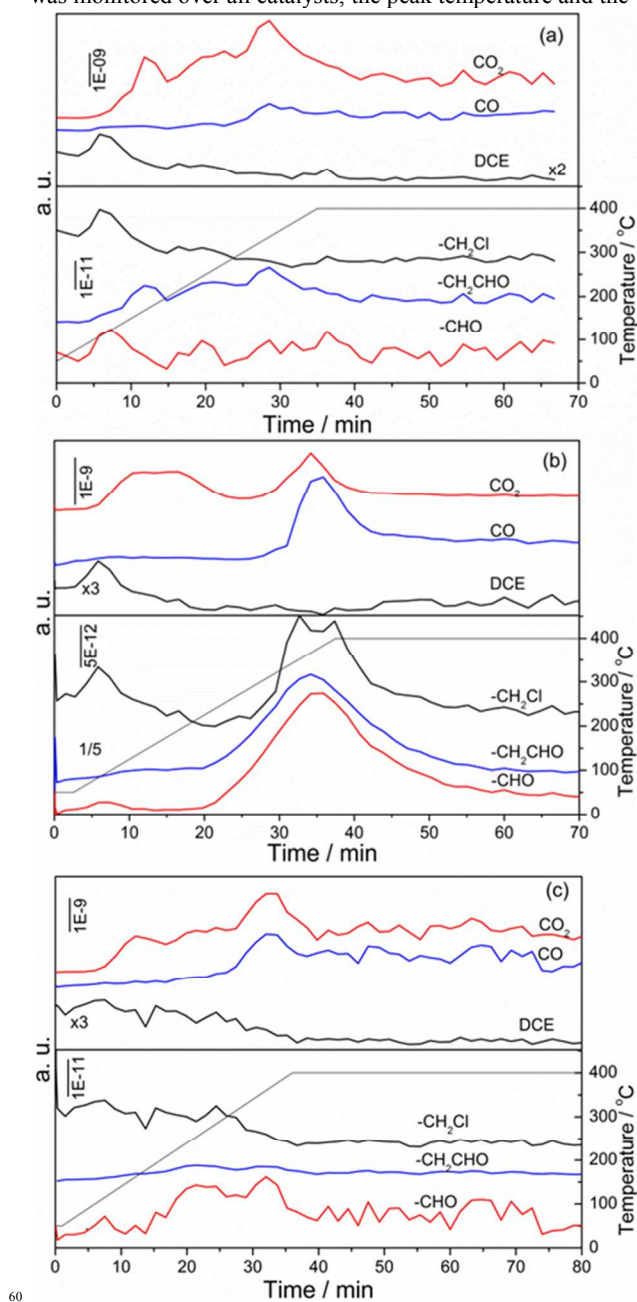 was monitored over all catalysts, the peak temperature and the
(a)
1E-09
CO2
CO
DCE
x2
a. u.
400
-CH2Cl
300
1E-11
-CH2CHO
200
-CHO
100
0
Temperature / °C
0 10 20 30 40 50 60 70
Time / min
(b)
1E-9
CO2
CO
x3
DCE
a. u.
5E-12
400
300
-CH2Cl
200
1/5
-CH2CHO
100
-CHO
0
Temperature / °C
0 10 20 30 40 50 60 70
Time / min
(c)
1E-9
CO2
CO
x3
DCE
a. u.
1E-11
400
-CH2Cl
300
-CH2CHO
200
-CHO
100
0
Temperature / °C
0 10 20 30 40 50 60 70 80
60
Time / min